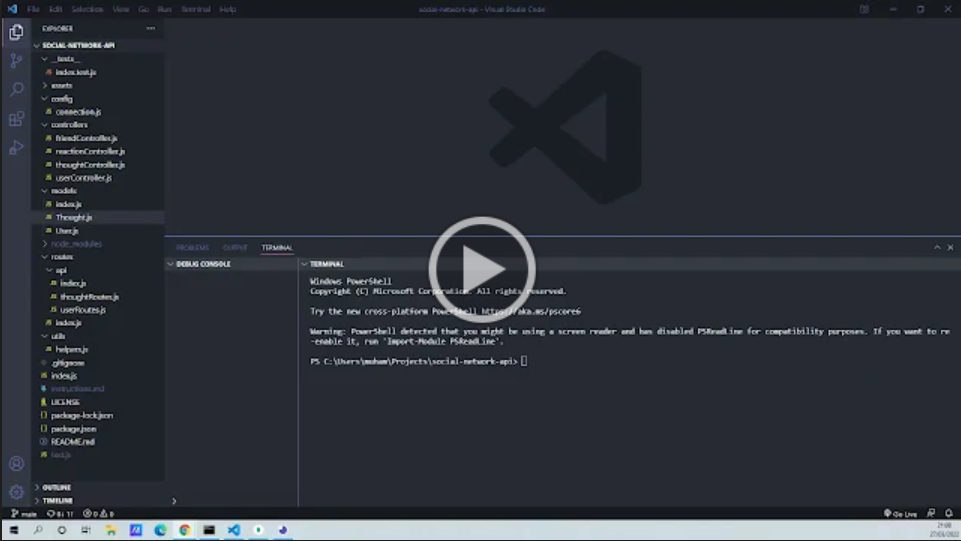 File Edit Selection View Go Run Terminal Help
social-network-api - Visual Studio Code
EXPLORER
SOCIAL-NETWORK-API
__tests__
index.test.js
assets
config
connection.js
controllers
friendController.js
reactionController.js
thoughtController.js
userController.js
models
index.js
Thought.js
User.js
node_modules
routes
api
index.js
thoughtRoutes.js
userRoutes.js
index.js
utils
helpers.js
.gitignore
index.js
instructions.md
LICENSE
package-lock.json
package.json
README.md
test.js
OUTLINE
TIMELINE
PROBLEMS OUTPUT TERMINAL
DEBUG CONSOLE
TERMINAL
Windows PowerShell
Copyright (C) Microsoft Corporation. All rights reserved.
Try the new cross-platform PowerShell https://aka.ms/pscore6
Warning: PowerShell detected that you might be using a screen reader and has disabled PSReadLine for compatibility purposes. If you want to re
-enable it, run 'Import-Module PSReadLine'.
PS C:\Users\muham\Projects\social-network-api>
main
Go Live
21:00
27/03/2022